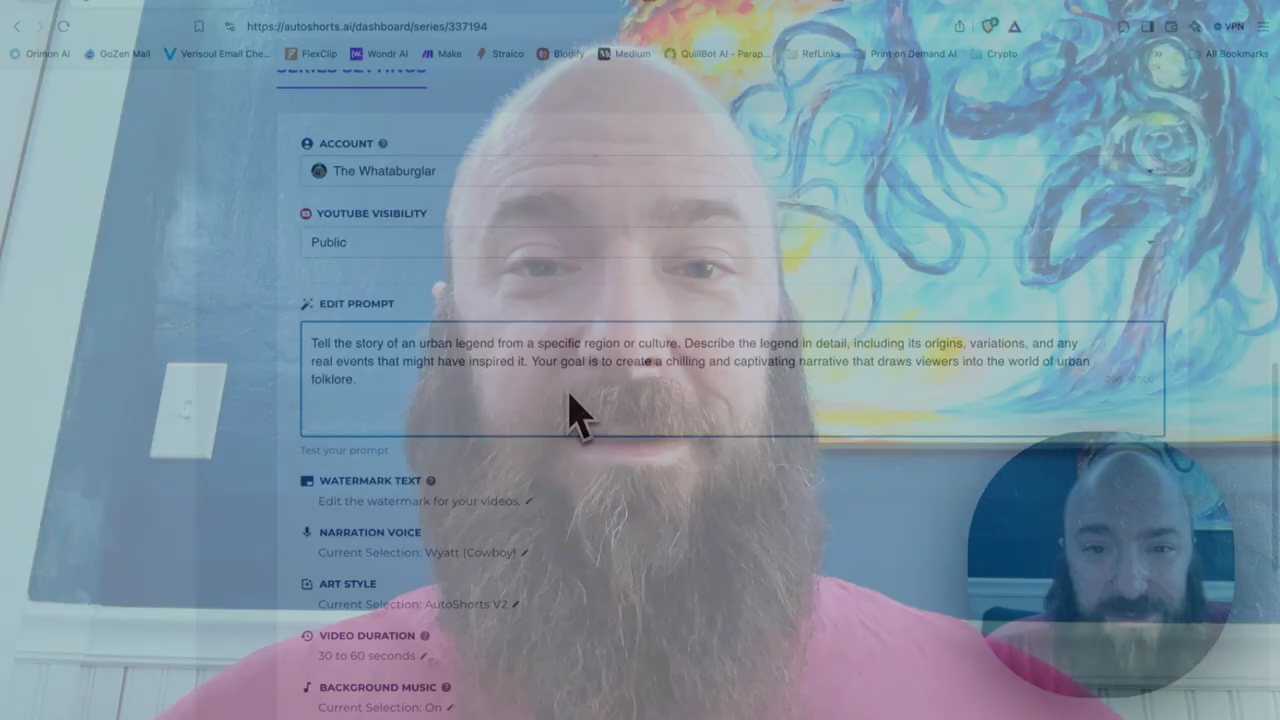 https://autoshorts.ai/dashboard/series/337194
VPN
Orimon AI GoZen Mail Verisoul Email Che... FlexClip Wondr AI Make Straico Blogify Medium QuillBot AI - Parap... RefLinks Print on Demand.AI Crypto >> All Bookmarks
SERIES SETTINGS
ACCOUNT
The Whataburglar
YOUTUBE VISIBILITY
Public
EDIT PROMPT
Tell the story of an urban legend from a specific region or culture. Describe the legend in detail, including its origins, variations, and any
real events that might have inspired it. Your goal is to create a chilling and captivating narrative that draws viewers into the world of urban
folklore.
Test your prompt
WATERMARK TEXT
Edit the watermark for your videos.
NARRATION VOICE
Current Selection: Wyatt (Cowboy)
ART STYLE
Current Selection: AutoShorts V2
VIDEO DURATION
30 to 60 seconds
BACKGROUND MUSIC
Current Selection: On